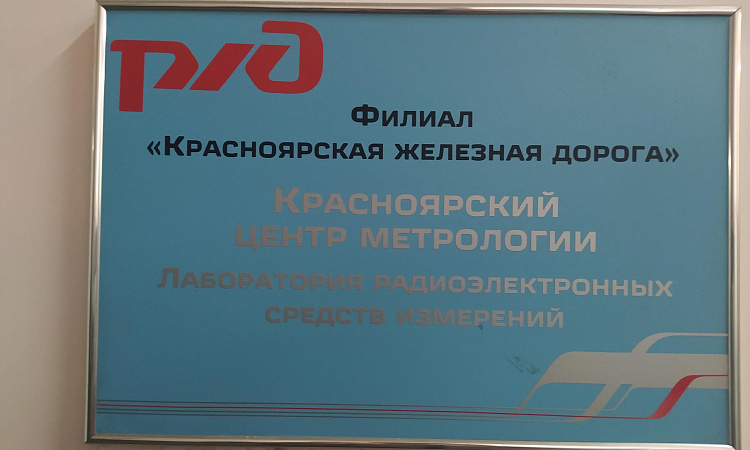 РЖД
Филиал
«Красноярская железная дорога»
Красноярский
центр метрологии
Лаборатория радиоэлектронных
средств измерений